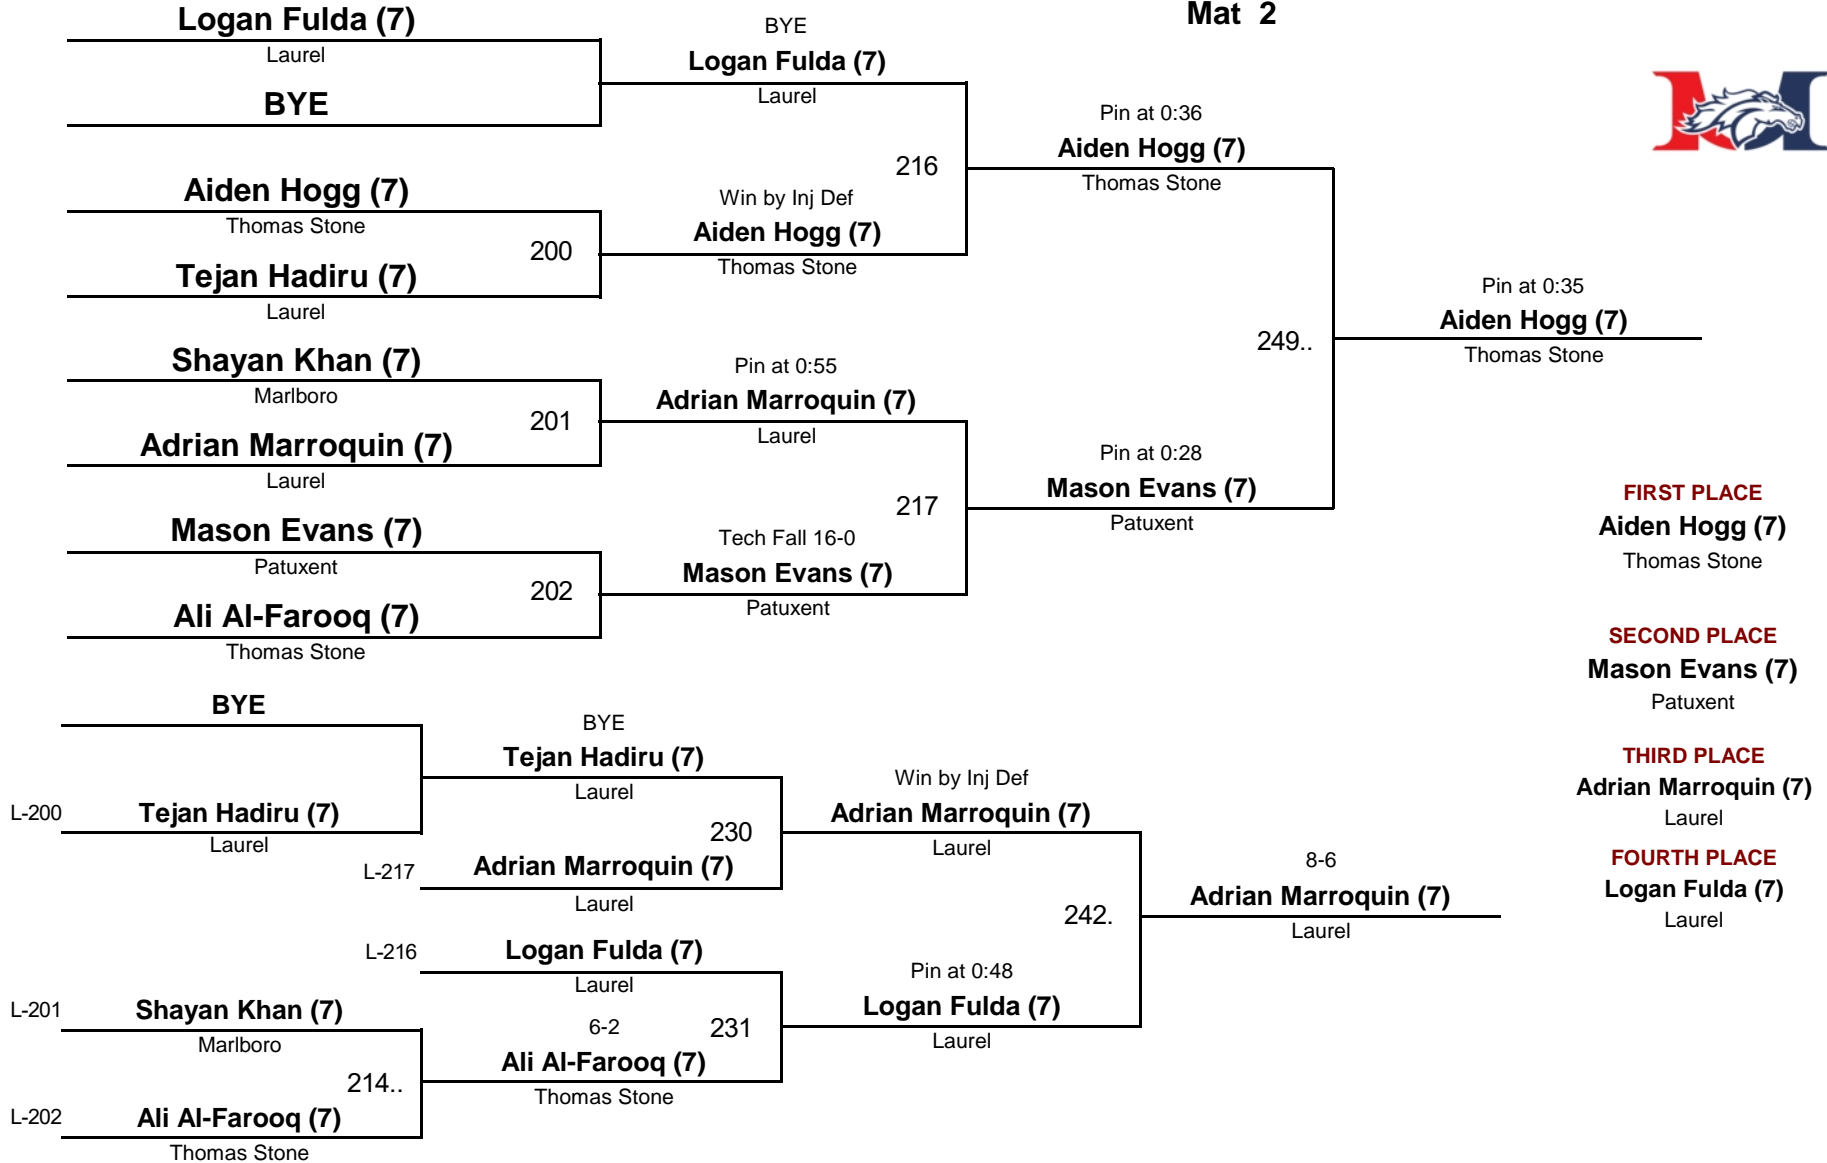 Mat 2
Logan Fulda (7)
Laurel
BYE
Aiden Hogg (7)
Thomas Stone
200
Tejan Hadiru (7)
Laurel
Shayan Khan (7)
Marlboro
201
Adrian Marroquin (7)
Laurel
Mason Evans (7)
Patuxent
202
Ali Al-Farooq (7)
Thomas Stone
BYE
Logan Fulda (7)
Laurel
216
Win by Inj Def
Aiden Hogg (7)
Thomas Stone
Pin at 0:55
Adrian Marroquin (7)
Laurel
217
Tech Fall 16-0
Mason Evans (7)
Patuxent
Pin at 0:36
Aiden Hogg (7)
Thomas Stone
249..
Pin at 0:28
Mason Evans (7)
Patuxent
Pin at 0:35
Aiden Hogg (7)
Thomas Stone
BYE
L-200
Tejan Hadiru (7)
Laurel
L-201
Shayan Khan (7)
Marlboro
214..
L-202
Ali Al-Farooq (7)
Thomas Stone
BYE
Tejan Hadiru (7)
Laurel
230
L-217
Adrian Marroquin (7)
Laurel
L-216
Logan Fulda (7)
Laurel
6-2
231
Ali Al-Farooq (7)
Thomas Stone
Win by Inj Def
Adrian Marroquin (7)
Laurel
242.
Pin at 0:48
Logan Fulda (7)
Laurel
8-6
Adrian Marroquin (7)
Laurel
FIRST PLACE
Aiden Hogg (7)
Thomas Stone
SECOND PLACE
Mason Evans (7)
Patuxent
THIRD PLACE
Adrian Marroquin (7)
Laurel
FOURTH PLACE
Logan Fulda (7)
Laurel